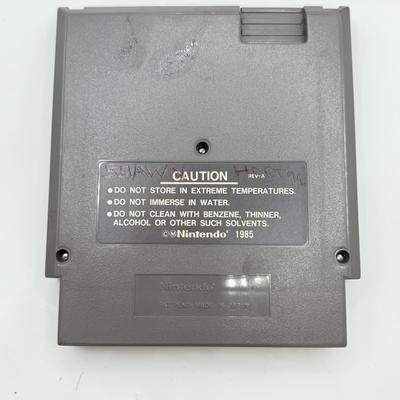 SHAWN
CAUTION
REV-A
● DO NOT STORE IN EXTREME TEMPERATURES.
● DO NOT IMMERSE IN WATER.
● DO NOT CLEAN WITH BENZENE, THINNER,
ALCOHOL OR OTHER SUCH SOLVENTS.
©Ⓜ Nintendo 1985
Nintendo